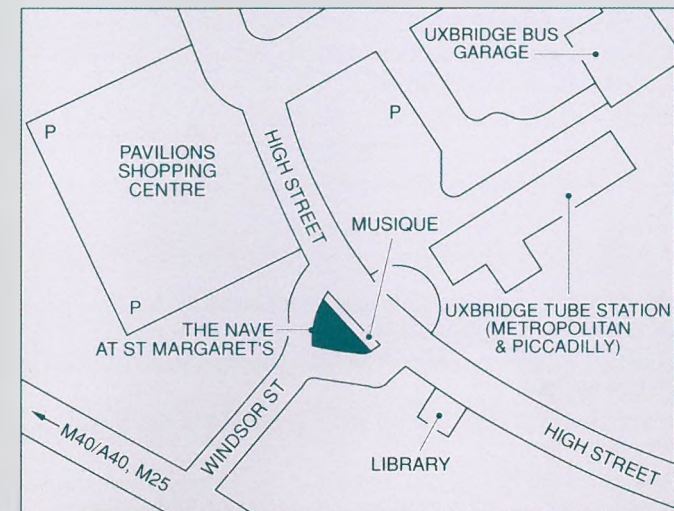 UXBRIDGE BUS
GARAGE
P
P
PAVILIONS
SHOPPING
CENTRE
HIGH STREET
MUSIQUE
P
UXBRIDGE TUBE STATION
(METROPOLITAN
& PICCADILLY)
THE NAVE
AT ST MARGARET'S
WINDSOR ST
M40/A40, M25
LIBRARY
HIGH STREET